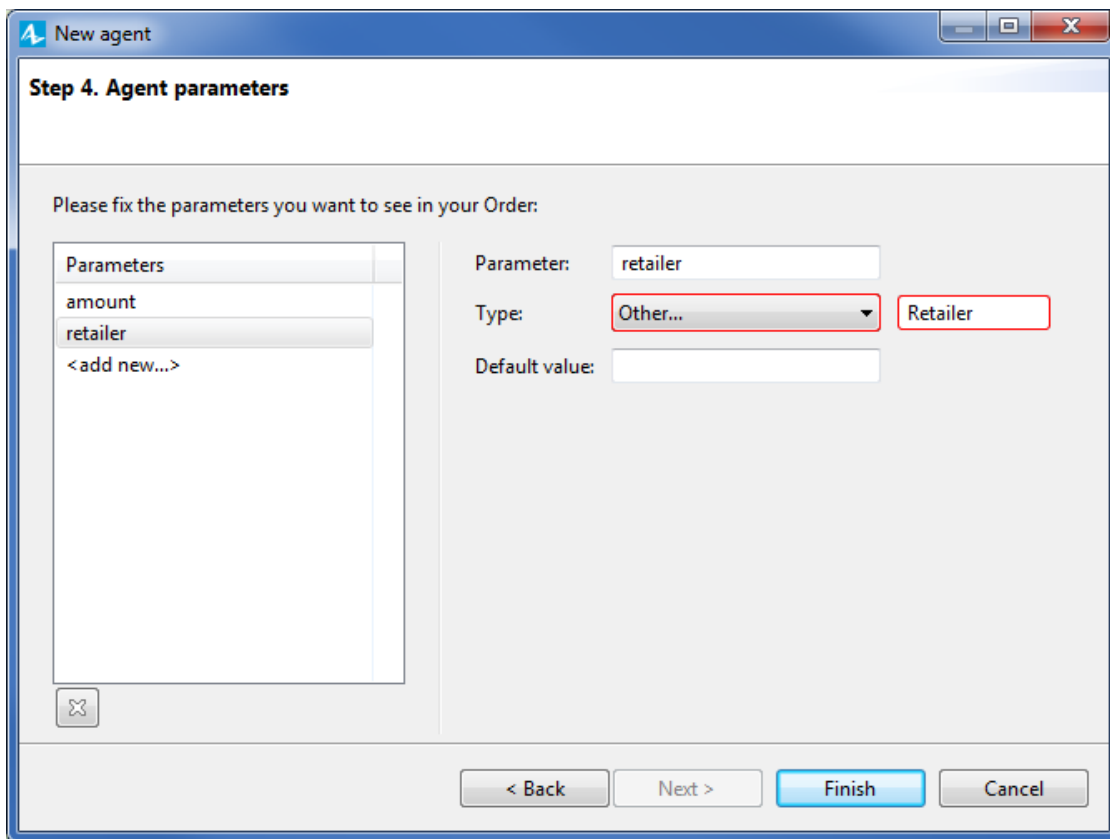 New agent
Step 4. Agent parameters
Please fix the parameters you want to see in your Order:
Parameters
amount
retailer
<add new...>
Parameter: retailer
Type: Other... Retailer
Default value:
< Back Next > Finish Cancel